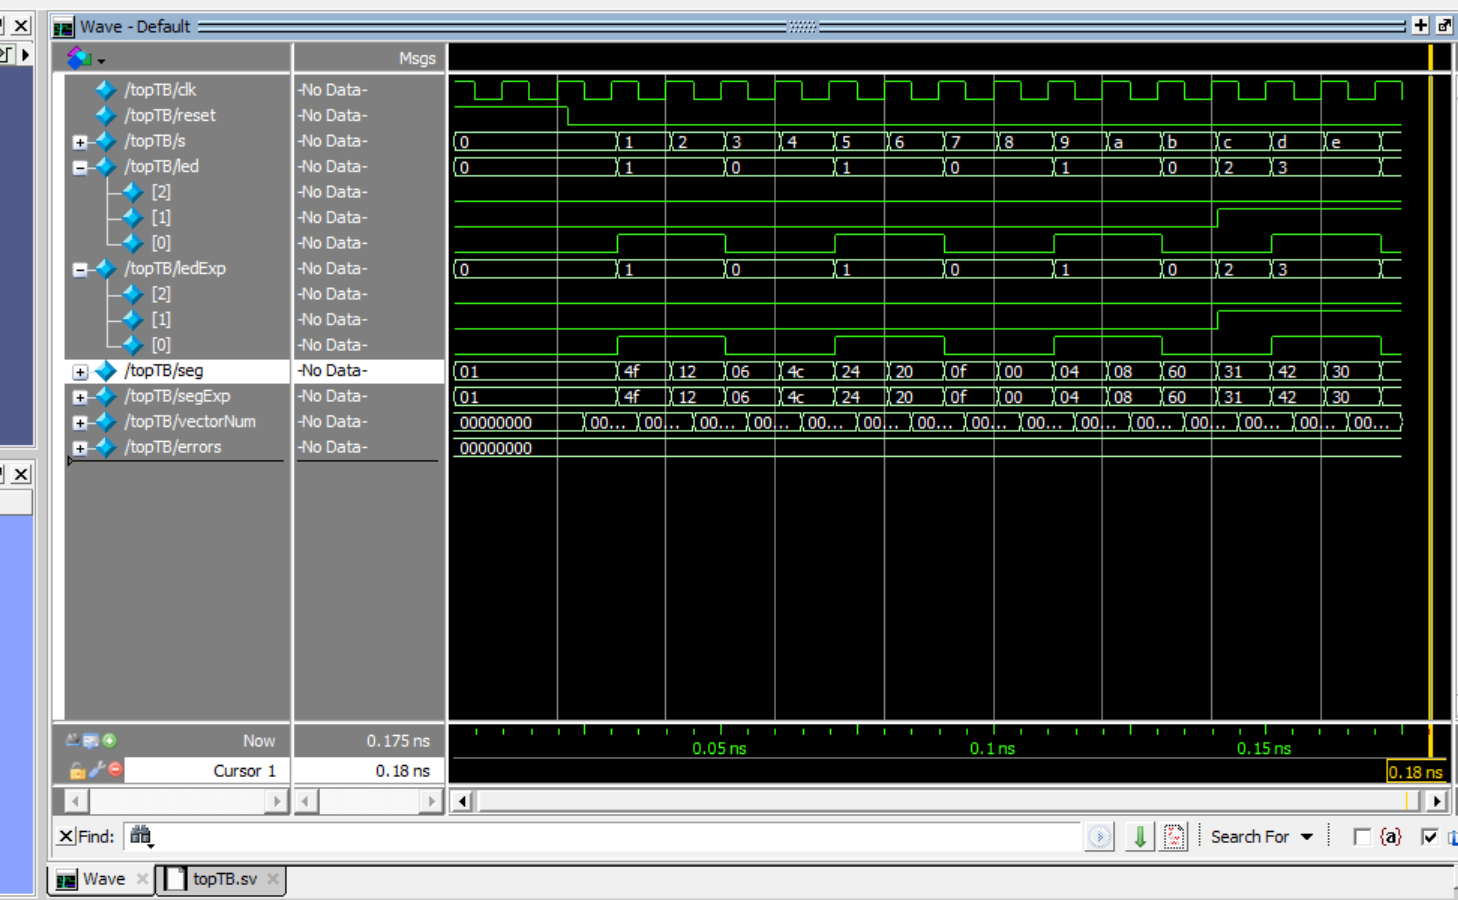 Wave - Default
Msgs
/topTB/clk -No Data-
/topTB/reset -No Data-
/topTB/s -No Data- 0 1 2 3 4 5 6 7 8 9 a b c d e
/topTB/led -No Data- 0 1 0 1 0 1 0 2 3
[2] -No Data-
[1] -No Data-
[0] -No Data-
/topTB/ledExp -No Data- 0 1 0 1 0 1 0 2 3
[2] -No Data-
[1] -No Data-
[0] -No Data-
/topTB/seg -No Data- 01 4f 12 06 4c 24 20 0f 00 04 08 60 31 42 30
/topTB/segExp -No Data- 01 4f 12 06 4c 24 20 0f 00 04 08 60 31 42 30
/topTB/vectorNum -No Data- 00000000 00... 00... 00... 00... 00... 00... 00... 00... 00... 00... 00... 00... 00... 00... 00...
/topTB/errors -No Data- 00000000
Now 0.175 ns 0.05 ns 0.1 ns 0.15 ns
Cursor 1 0.18 ns 0.18 ns
Find: Search For {a}
Wave topTB.sv